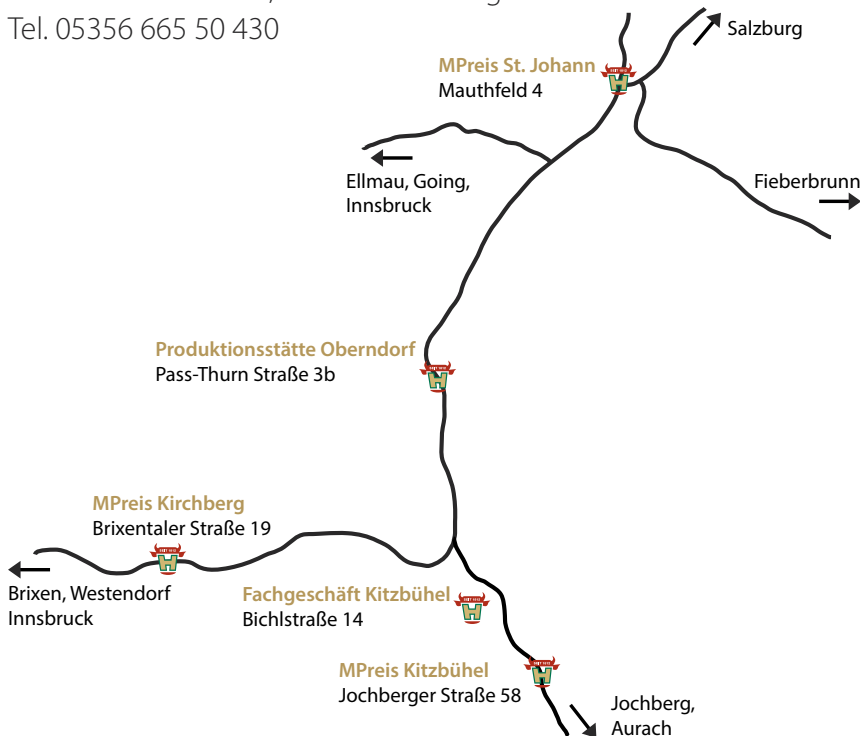 Tel. 05356 665 50 430
Salzburg
MPreis St. Johann
Mauthfeld 4
Ellmau, Going,
Innsbruck
Fieberbrunn
Produktionsstätte Oberndorf
Pass-Thurn Straße 3b
MPreis Kirchberg
Brixentaler Straße 19
Brixen, Westendorf
Innsbruck
Fachgeschäft Kitzbühel
Bichlstraße 14
MPreis Kitzbühel
Jochberger Straße 58
Jochberg,
Aurach